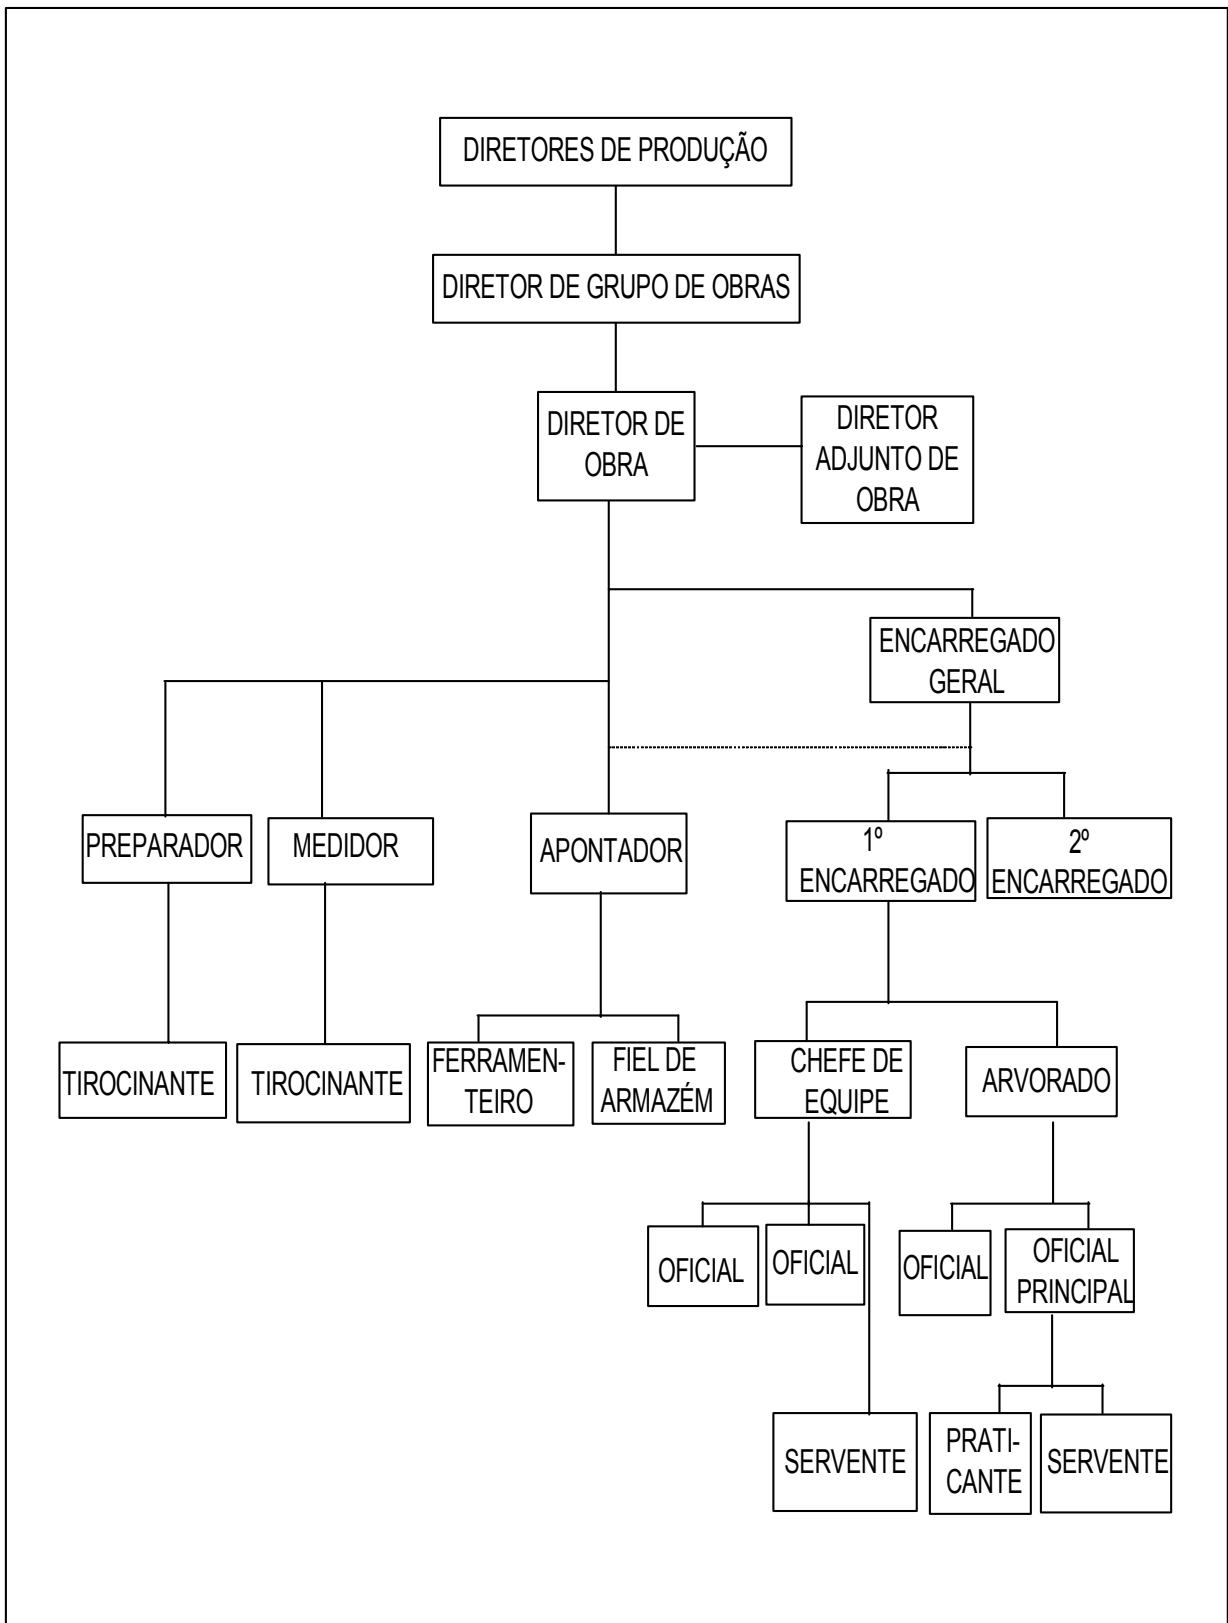 DIRETORES DE PRODUÇÃO
DIRETOR DE GRUPO DE OBRAS
DIRETOR DE
OBRA
DIRETOR
ADJUNTO DE
OBRA
ENCARREGADO
GERAL
PREPARADOR
MEDIDOR
APONTADOR
1º
ENCARREGADO
2º
ENCARREGADO
TIROCINANTE
TIROCINANTE
FERRAMEN-
TEIRO
FIEL DE
ARMAZÉM
CHEFE DE
EQUIPE
ARVORADO
OFICIAL
OFICIAL
OFICIAL
OFICIAL
PRINCIPAL
SERVENTE
PRATI-
CANTE
SERVENTE